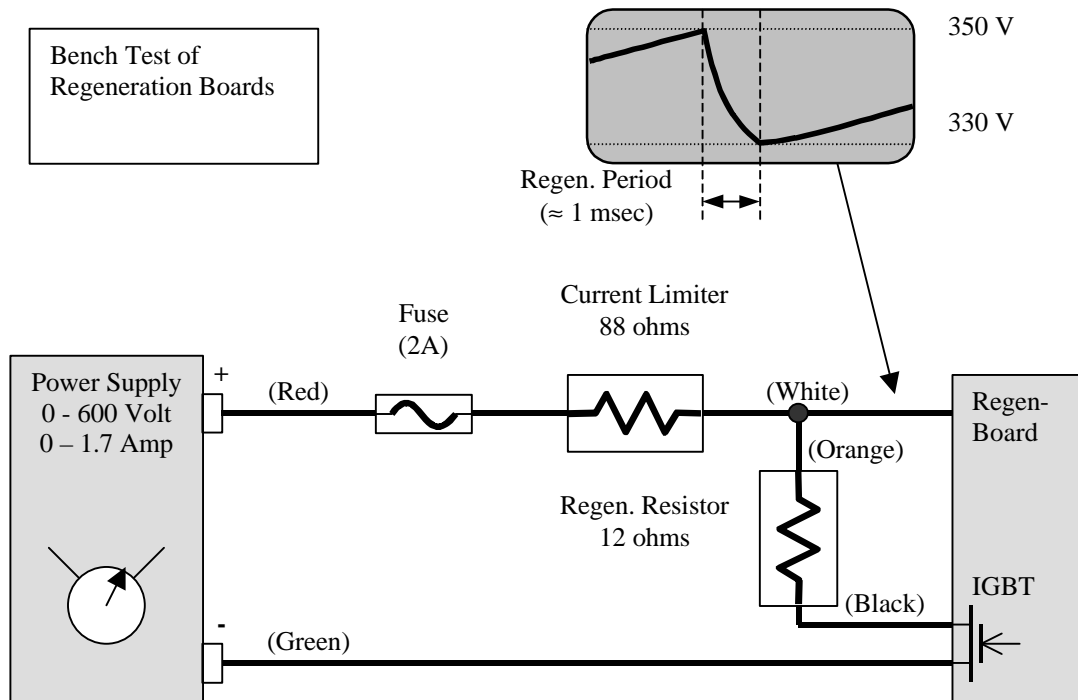 Bench Test of
Regeneration Boards
350 V
330 V
Regen. Period
(≈ 1 msec)
Current Limiter
88 ohms
Fuse
(2A)
Power Supply
0 - 600 Volt
0 – 1.7 Amp
+
(Red)
(White)
Regen-
Board
(Orange)
Regen. Resistor
12 ohms
IGBT
(Black)
-
(Green)